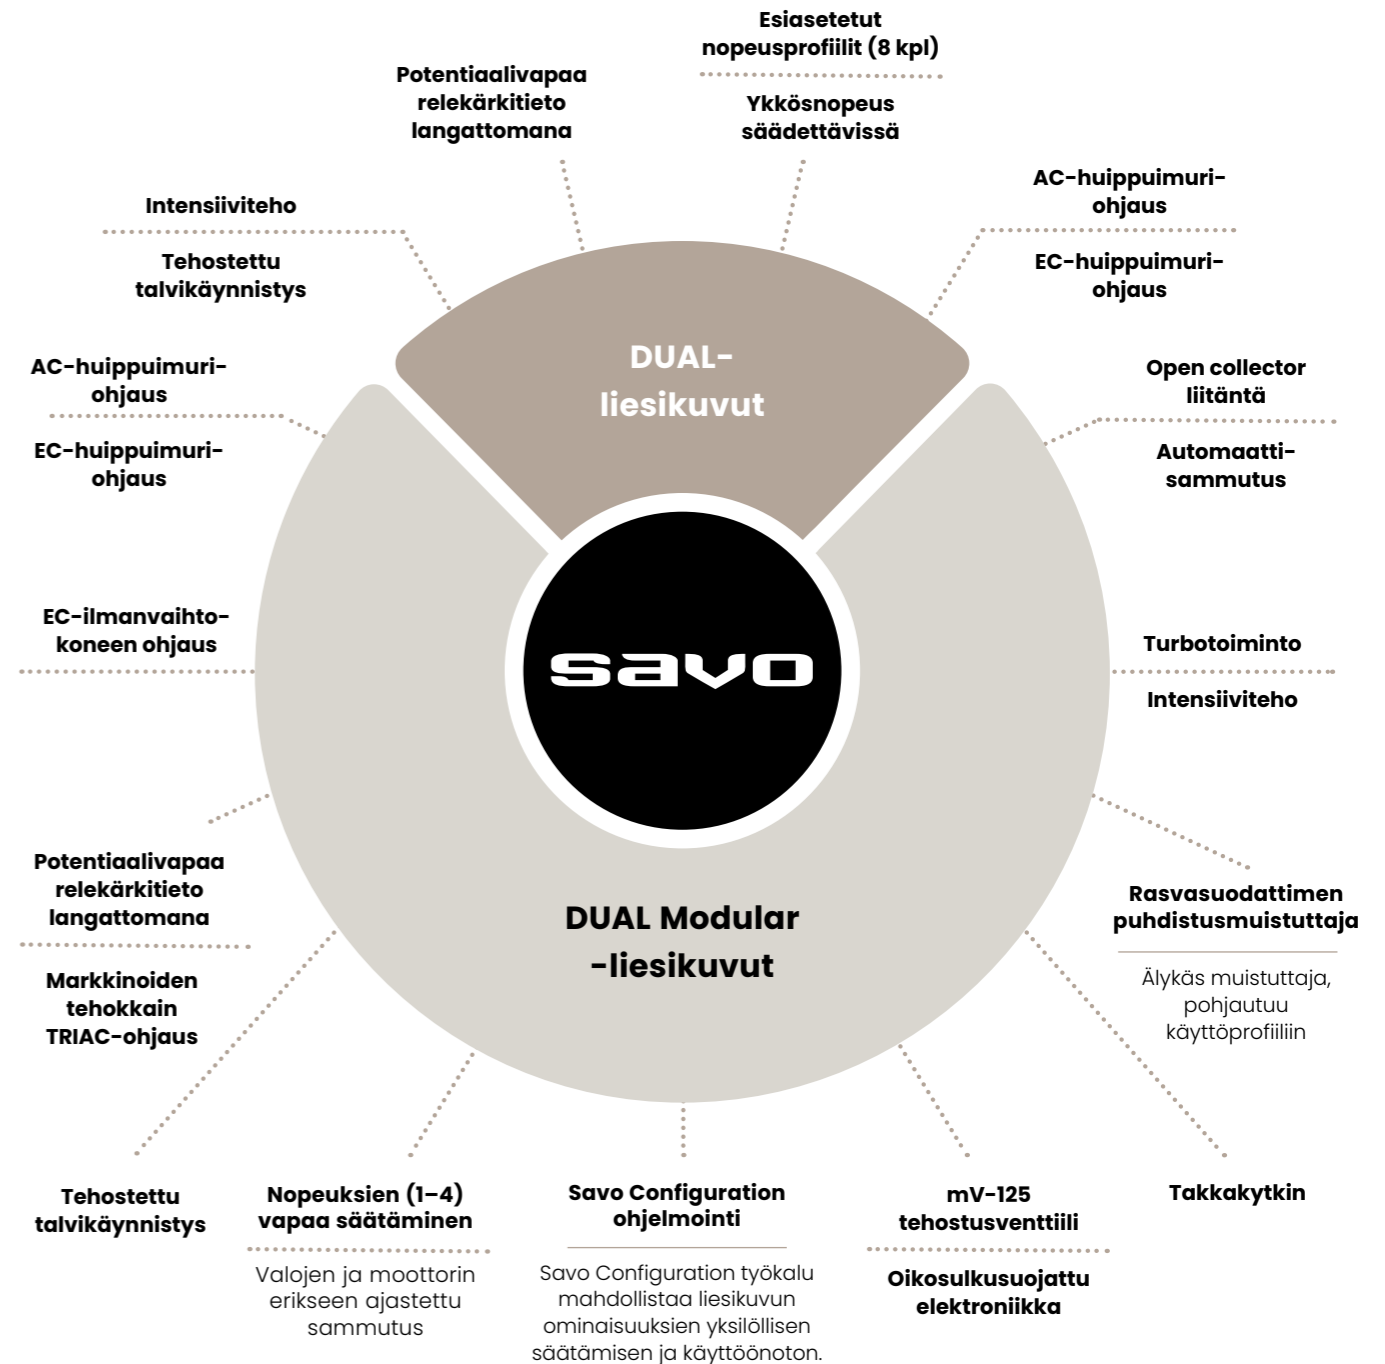 Esiasetetut
nopeusprofiilit (8 kpl)
Ykkösnopeus
säädettävissä
Potentiaalivapaa
relekärkitieto
langattomana
AC-huippuimuri-
ohjaus
EC-huippuimuri-
ohjaus
Intensiiviteho
Tehostettu
talvikäynnistys
DUAL-
liesikuvut
AC-huippuimuri-
ohjaus
EC-huippuimuri-
ohjaus
Open collector
liitäntä
Automaatti-
sammutus
EC-ilmanvaihto-
koneen ohjaus
savo
Turbotoiminto
Intensiiviteho
Potentiaalivapaa
relekärkitieto
langattomana
Markkinoiden
tehokkain
TRIAC-ohjaus
DUAL Modular
-liesikuvut
Rasvasuodattimen
puhdistusmuistuttaja
Älykäs muistuttaja,
pohjautuu
käyttöprofiiliin
Tehostettu
talvikäynnistys
Nopeuksien (1-4)
vapaa säätäminen
Valojen ja moottorin
erikseen ajastettu
sammutus
Savo Configuration
ohjelmointi
Savo Configuration työkalu
mahdollistaa liesikuvun
ominaisuuksien yksilöllisen
säätämisen ja käyttöönoton.
mV-125
tehostusventtiili
Oikosulkusuojattu
elektroniikka
Takkakytkin